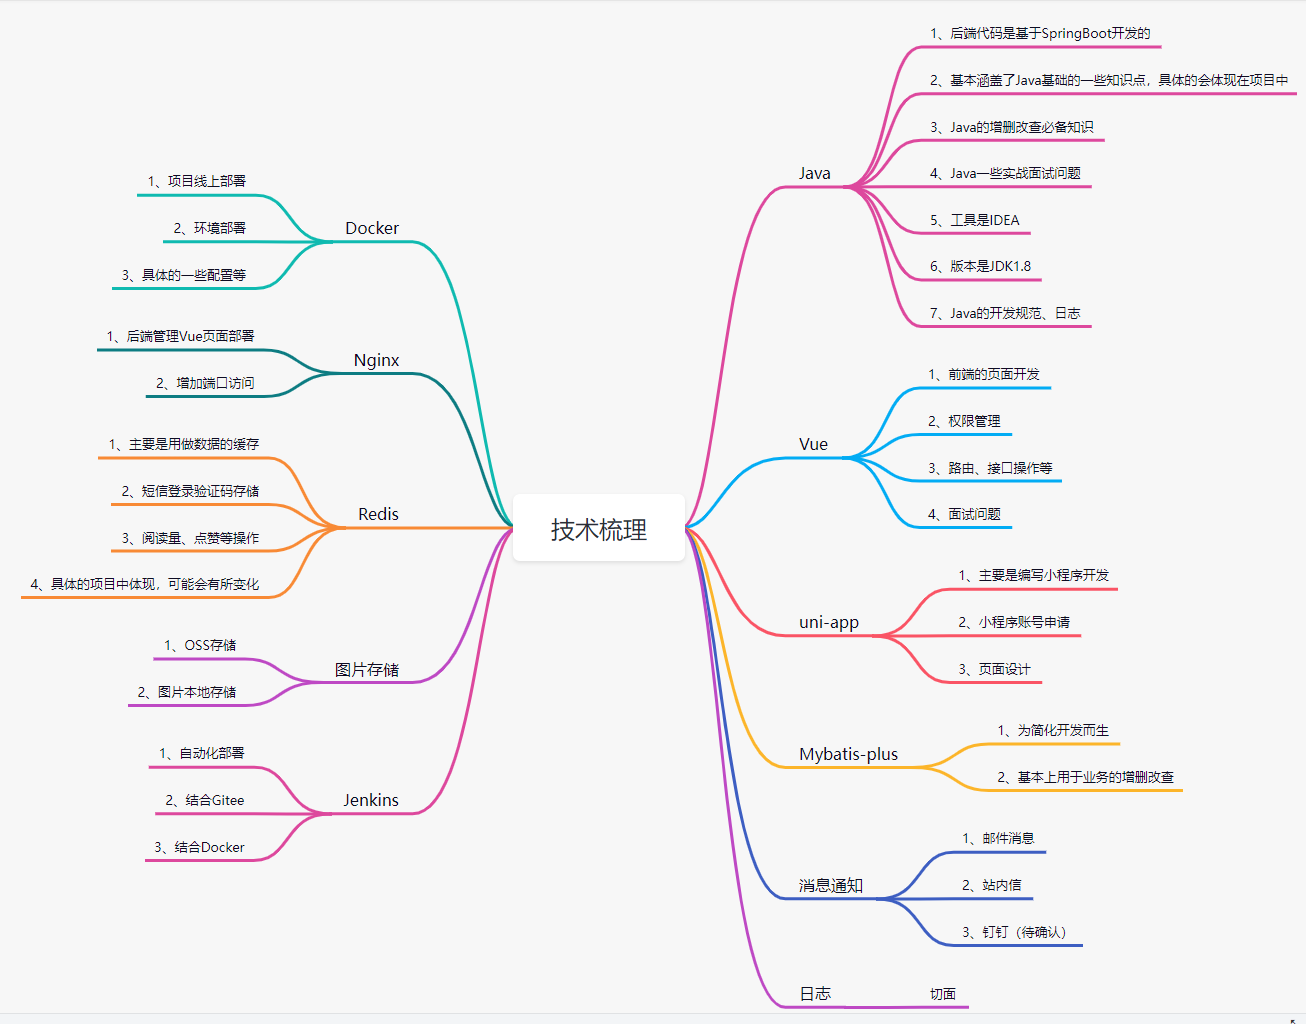 技术梳理
Java
1、后端代码是基于SpringBoot开发的
2、基本涵盖了Java基础的一些知识点，具体的会体现在项目中
3、Java的增删改查必备知识
4、Java一些实战面试问题
5、工具是IDEA
6、版本是JDK1.8
7、Java的开发规范、日志
Vue
1、前端的页面开发
2、权限管理
3、路由、接口操作等
4、面试问题
uni-app
1、主要是编写小程序开发
2、小程序账号申请
3、页面设计
Mybatis-plus
1、为简化开发而生
2、基本上用于业务的增删改查
消息通知
1、邮件消息
2、站内信
3、钉钉（待确认）
日志
切面
Docker
1、项目线上部署
2、环境部署
3、具体的一些配置等
Nginx
1、后端管理Vue页面部署
2、增加端口访问
Redis
1、主要是用做数据的缓存
2、短信登录验证码存储
3、阅读量、点赞等操作
4、具体的项目中体现，可能会有所变化
图片存储
1、OSS存储
2、图片本地存储
Jenkins
1、自动化部署
2、结合Gitee
3、结合Docker